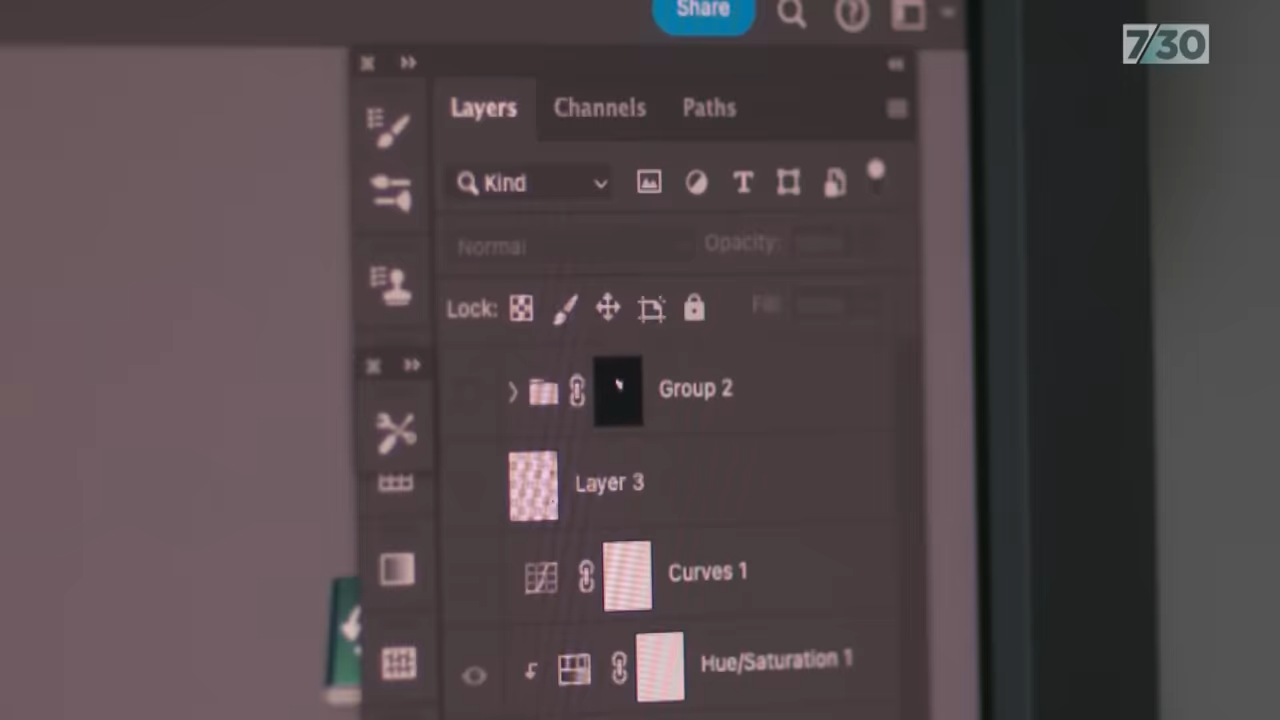 Share
7/30
Layers Channels Paths
Kind
Normal Opacity:
Lock: Fill:
Group 2
Layer 3
Curves 1
Hue/Saturation 1